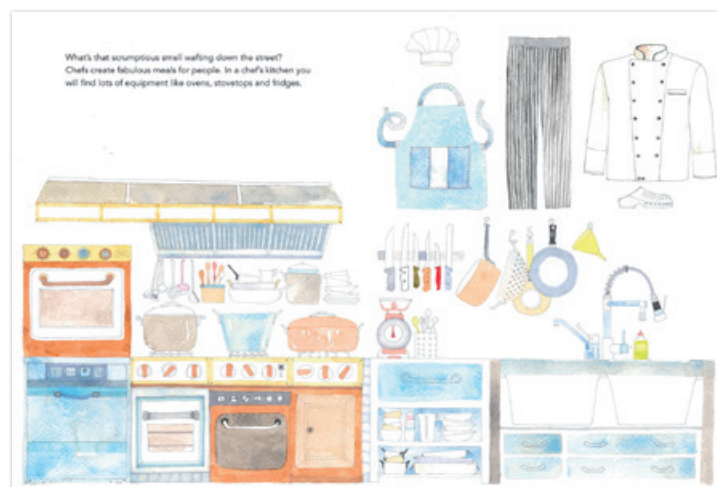 What's that scrumptious smell wafting down the street?
Chefs create fabulous meals for people. In a chef's kitchen you
will find lots of equipment like ovens, stovetops and fridges.